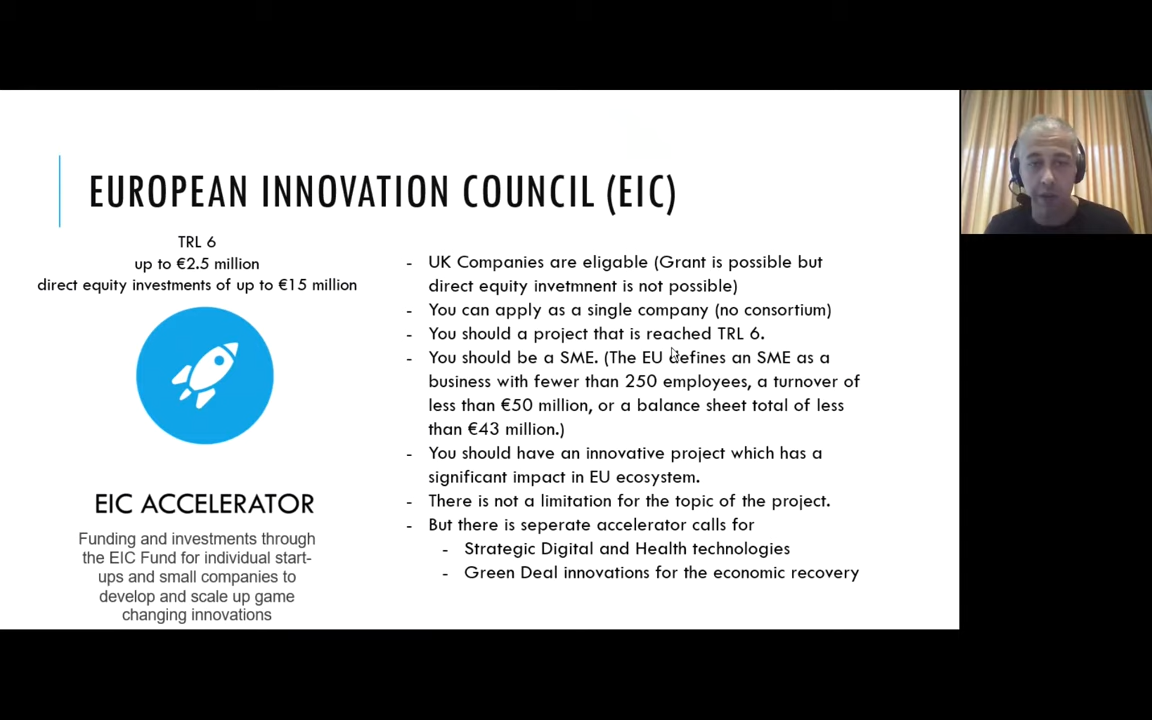 EUROPEAN INNOVATION COUNCIL (EIC)
TRL 6
up to €2.5 million
direct equity investments of up to €15 million
EIC ACCELERATOR
Funding and investments through
the EIC Fund for individual start-
ups and small companies to
develop and scale up game
changing innovations
- UK Companies are eligable (Grant is possible but
direct equity invetmnent is not possible)
- You can apply as a single company (no consortium)
- You should a project that is reached TRL 6.
- You should be a SME. (The EU defines an SME as a
business with fewer than 250 employees, a turnover of
less than €50 million, or a balance sheet total of less
than €43 million.)
- You should have an innovative project which has a
significant impact in EU ecosystem.
- There is not a limitation for the topic of the project.
- But there is seperate accelerator calls for
- Strategic Digital and Health technologies
- Green Deal innovations for the economic recovery